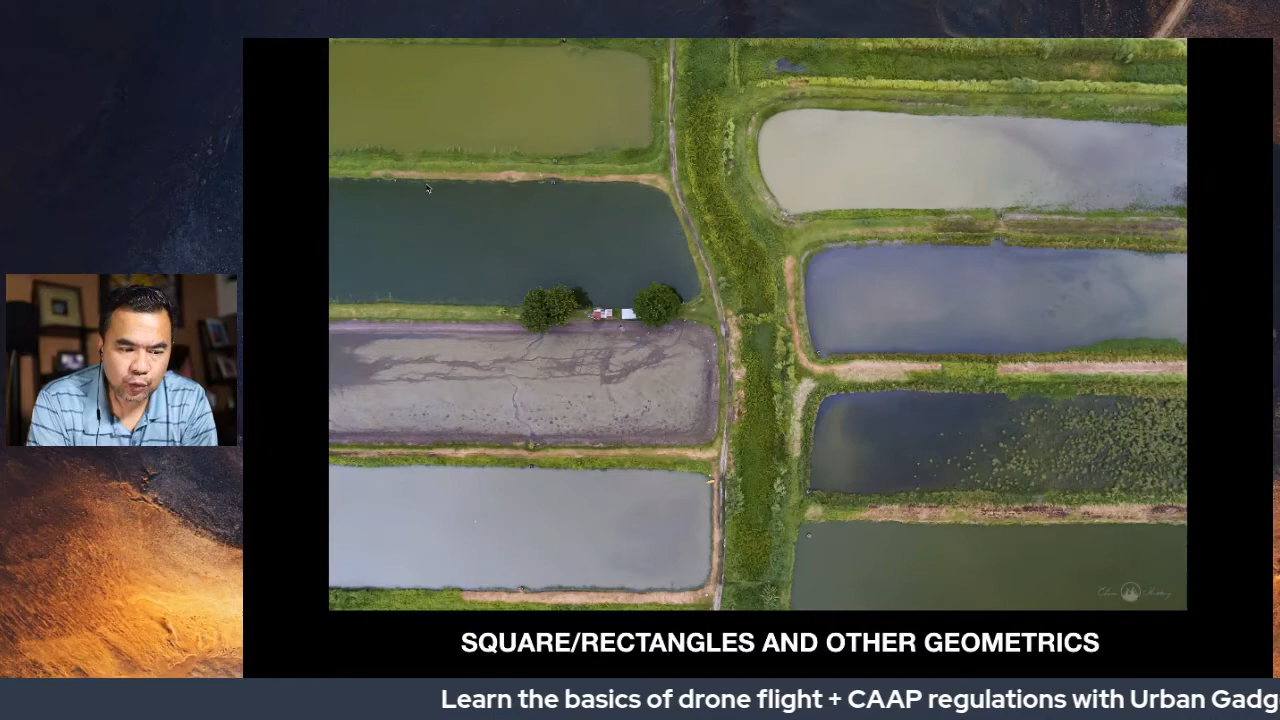 SQUARE/RECTANGLES AND OTHER GEOMETRICS
Learn the basics of drone flight + CAAP regulations with Urban Gadg